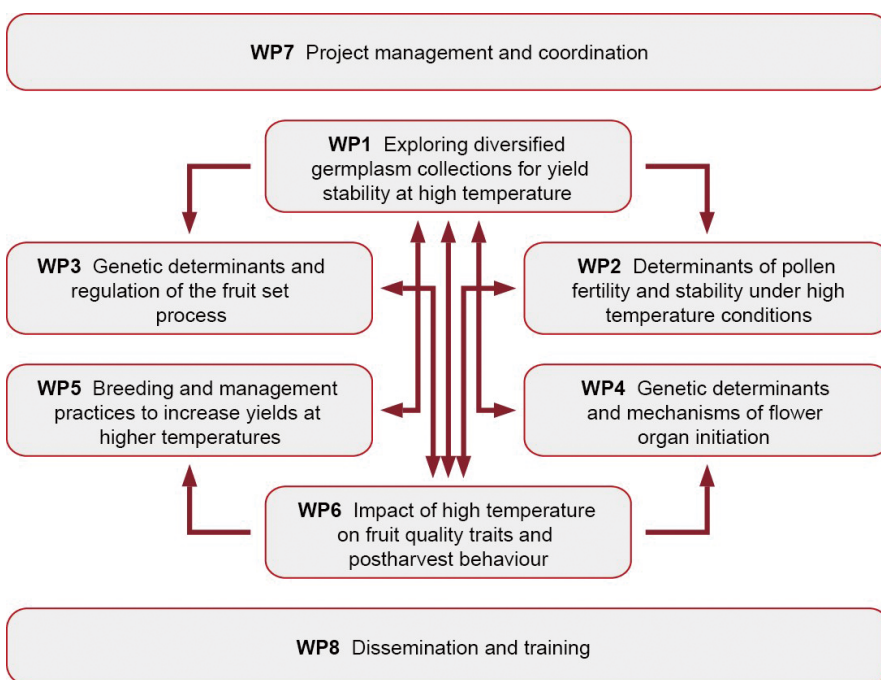 WP7 Project management and coordination
WP1 Exploring diversified
germplasm collections for yield
stability at high temperature
WP3 Genetic determinants and
regulation of the fruit set
process
WP2 Determinants of pollen
fertility and stability under high
temperature conditions
WP5 Breeding and management
practices to increase yields at
higher temperatures
WP4 Genetic determinants
and mechanisms of flower
organ initiation
WP6 Impact of high temperature
on fruit quality traits and
postharvest behaviour
WP8 Dissemination and training